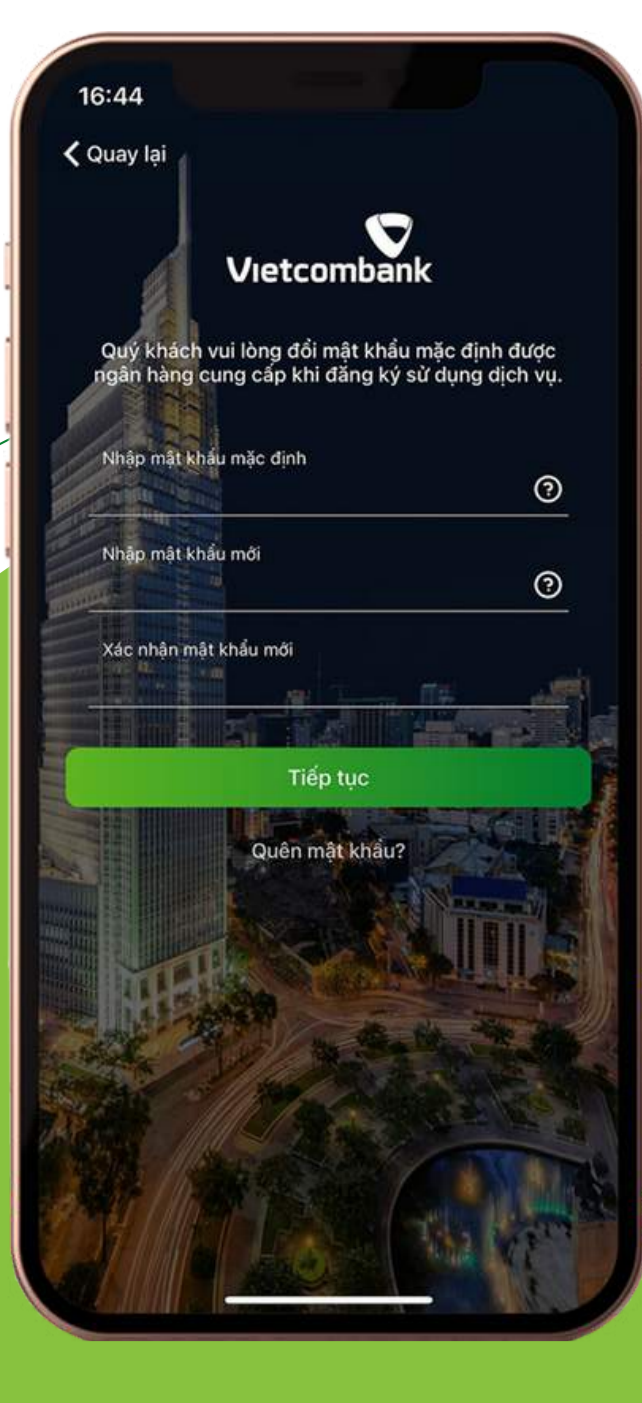 16:44
Quay lại
Vietcombank
Quý khách vui lòng đổi mật khẩu mặc định được
ngân hàng cung cấp khi đăng ký sử dụng dịch vụ.
Nhập mật khẩu mặc định
Nhập mật khẩu mới
Xác nhận mật khẩu mới
Tiếp tục
Quên mật khẩu?